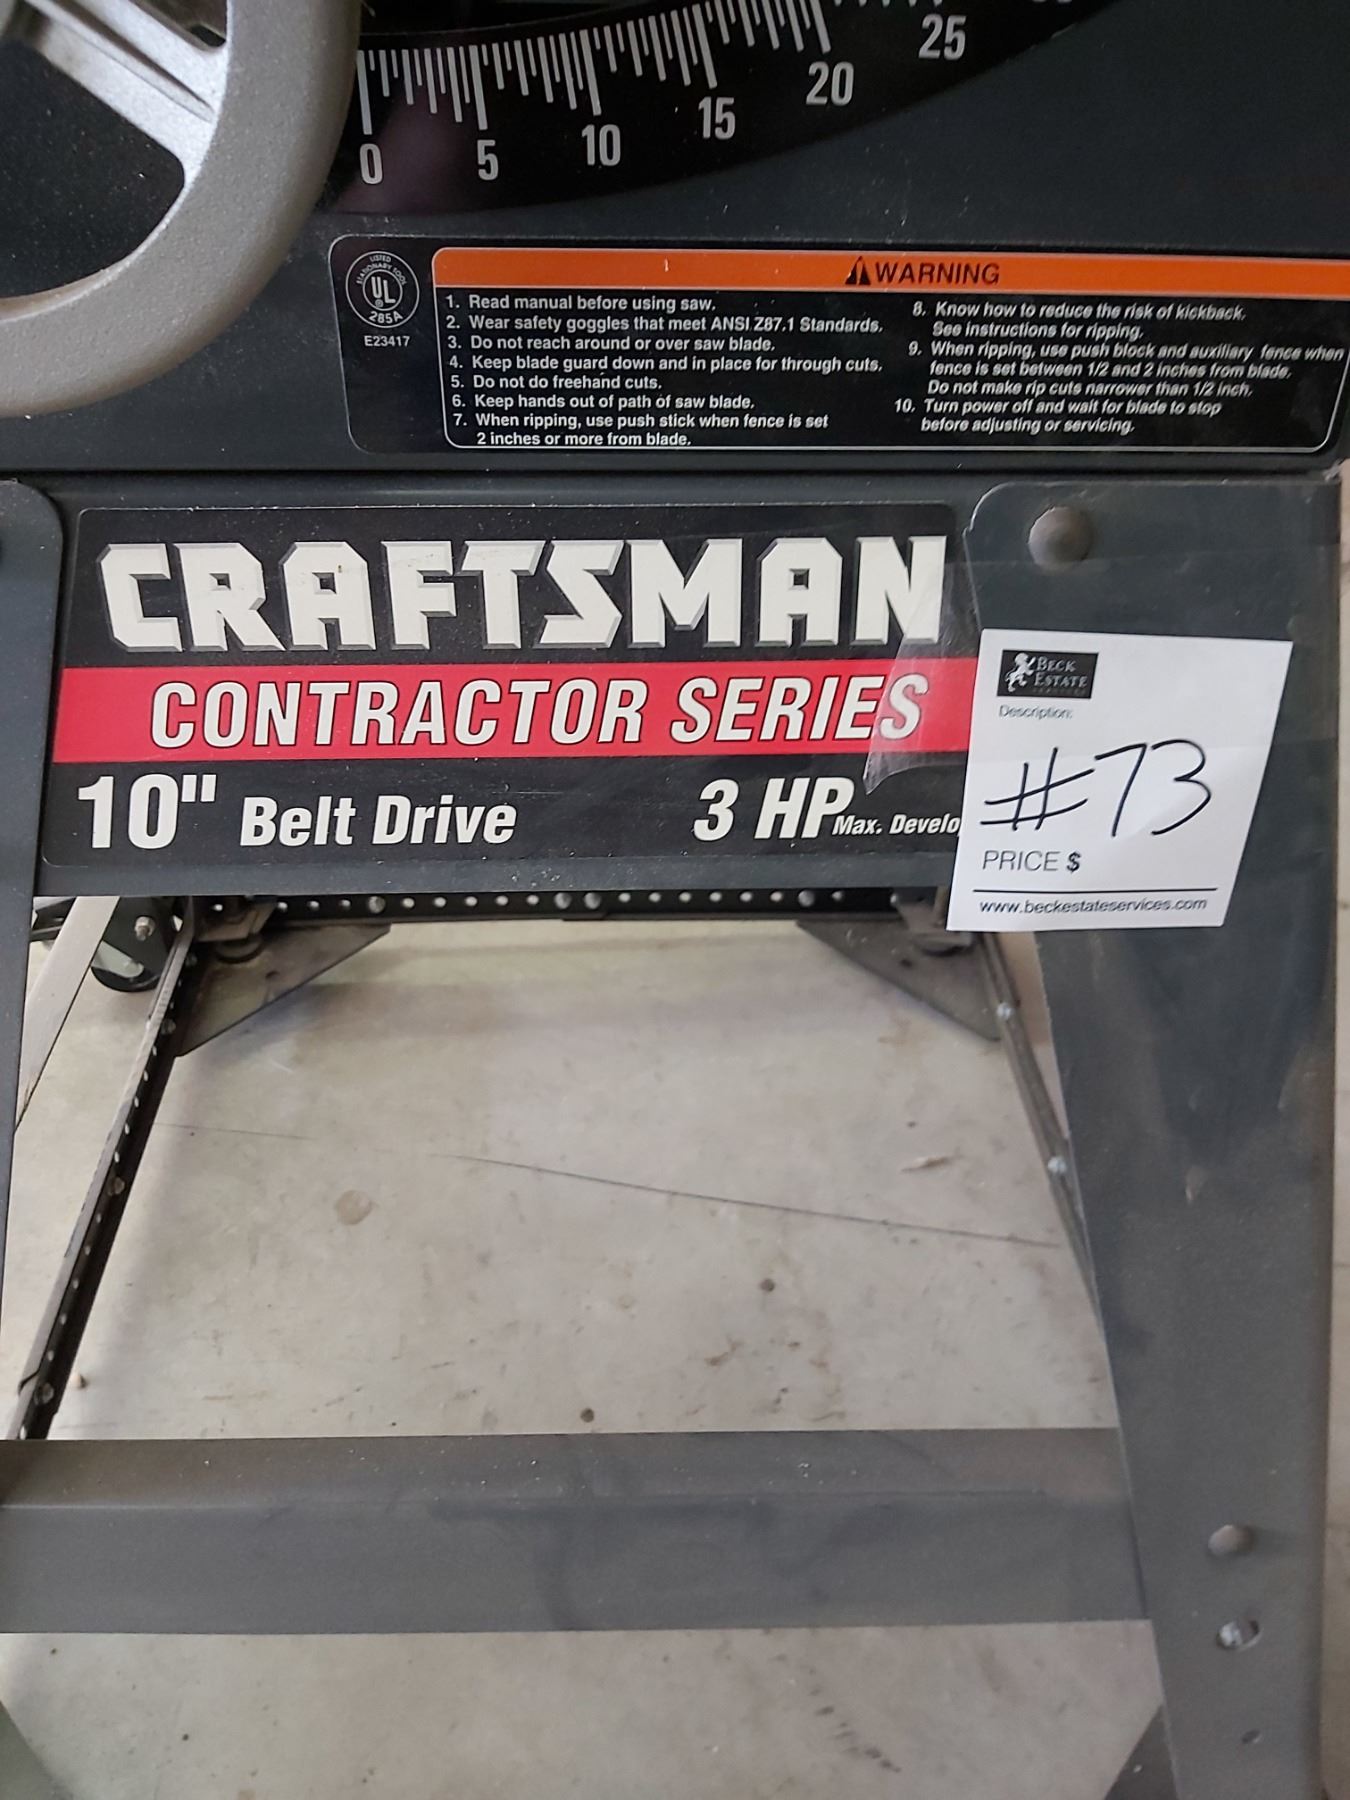 0 5 10 15 20 25
LISTED
STATIONARY TOOL
UL
®
285A
E23417
WARNING
1. Read manual before using saw.
2. Wear safety goggles that meet ANSI Z87.1 Standards.
3. Do not reach around or over saw blade.
4. Keep blade guard down and in place for through cuts.
5. Do not do freehand cuts.
6. Keep hands out of path of saw blade.
7. When ripping, use push stick when fence is set
2 inches or more from blade.
8. Know how to reduce the risk of kickback.
See instructions for ripping.
9. When ripping, use push block and auxiliary fence when
fence is set between 1/2 and 2 inches from blade.
Do not make rip cuts narrower than 1/2 inch.
10. Turn power off and wait for blade to stop
before adjusting or servicing.
CRAFTSMAN
CONTRACTOR SERIES
10" Belt Drive 3 HP Max. Develo
BECK
ESTATE
SERVICES
Description:
#73
PRICE $
www.beckestateservices.com